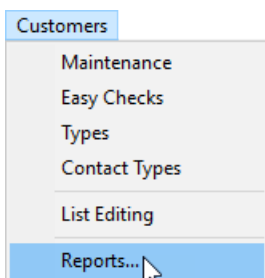 Customers
Maintenance
Easy Checks
Types
Contact Types
List Editing
Reports...